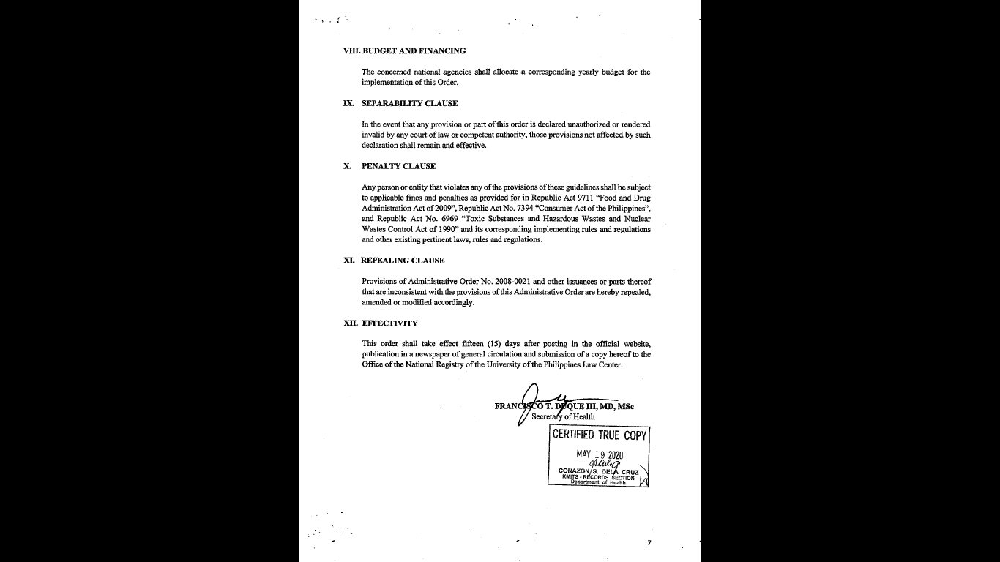 VIII. BUDGET AND FINANCING
The concerned national agencies shall allocate a corresponding yearly budget for the
implementation of this Order.
IX. SEPARABILITY CLAUSE
In the event that any provision or part of this order is declared unauthorized or rendered
invalid by any court of law or competent authority, those provisions not affected by such
declaration shall remain and effective.
X. PENALTY CLAUSE
Any person or entity that violates any of the provisions of these guidelines shall be subject
to applicable fines and penalties as provided for in Republic Act 9711 “Food and Drug
Administration Act of 2009”, Republic Act No. 7394 “Consumer Act of the Philippines”,
and Republic Act No. 6969 “Toxic Substances and Hazardous Wastes and Nuclear
Wastes Control Act of 1990” and its corresponding implementing rules and regulations
and other existing pertinent laws, rules and regulations.
XI. REPEALING CLAUSE
Provisions of Administrative Order No. 2008-0021 and other issuances or parts thereof
that are inconsistent with the provisions of this Administrative Order are hereby repealed,
amended or modified accordingly.
XII. EFFECTIVITY
This order shall take effect fifteen (15) days after posting in the official website,
publication in a newspaper of general circulation and submission of a copy hereof to the
Office of the National Registry of the University of the Philippines Law Center.
FRANCISCO T. DUQUE III, MD, MSc
Secretary of Health
CERTIFIED TRUE COPY
MAY 19 2020
CORAZON S. DELA CRUZ
KMITS - RECORDS SECTION
Department of Health
7